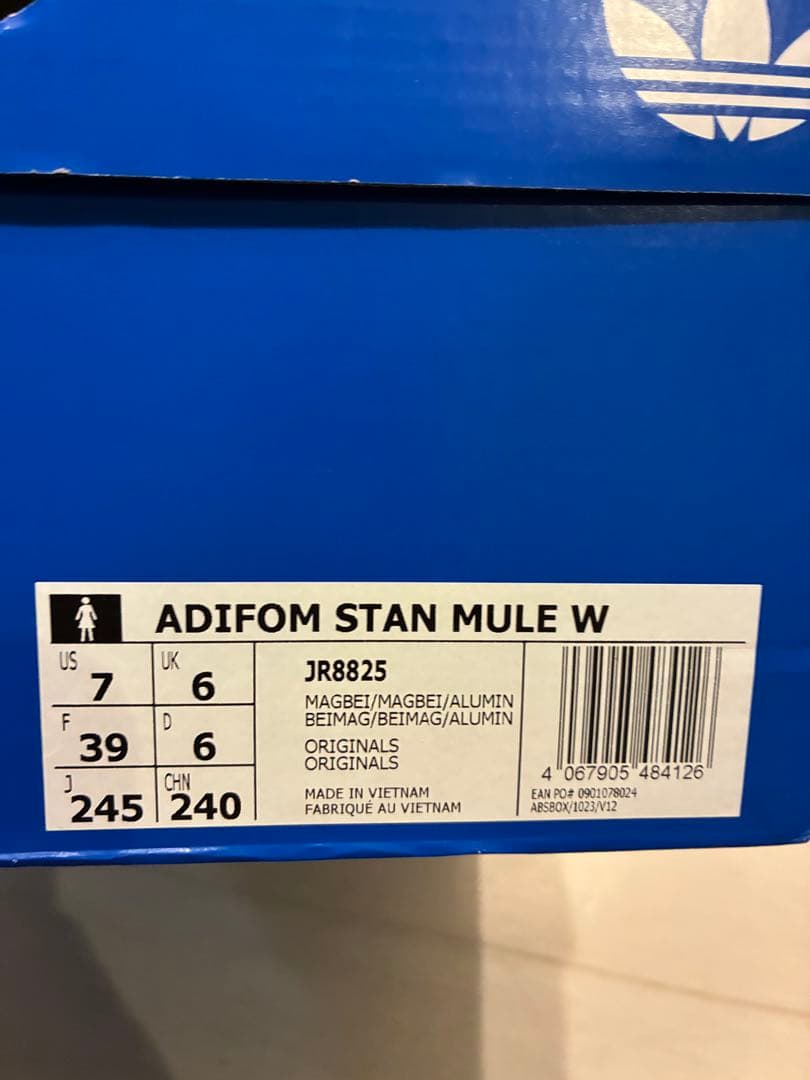 ADIFOM STAN MULE W
US 7
UK 6
F 39
D 6
J 245
CHN 240
JR8825
MAGBEI/MAGBEI/ALUMIN
BEIMAG/BEIMAG/ALUMIN
ORIGINALS
ORIGINALS
MADE IN VIETNAM
FABRIQUÉ AU VIETNAM
4 067905 484126
EAN PO# 0901078024
ABSBOX/1023/V12